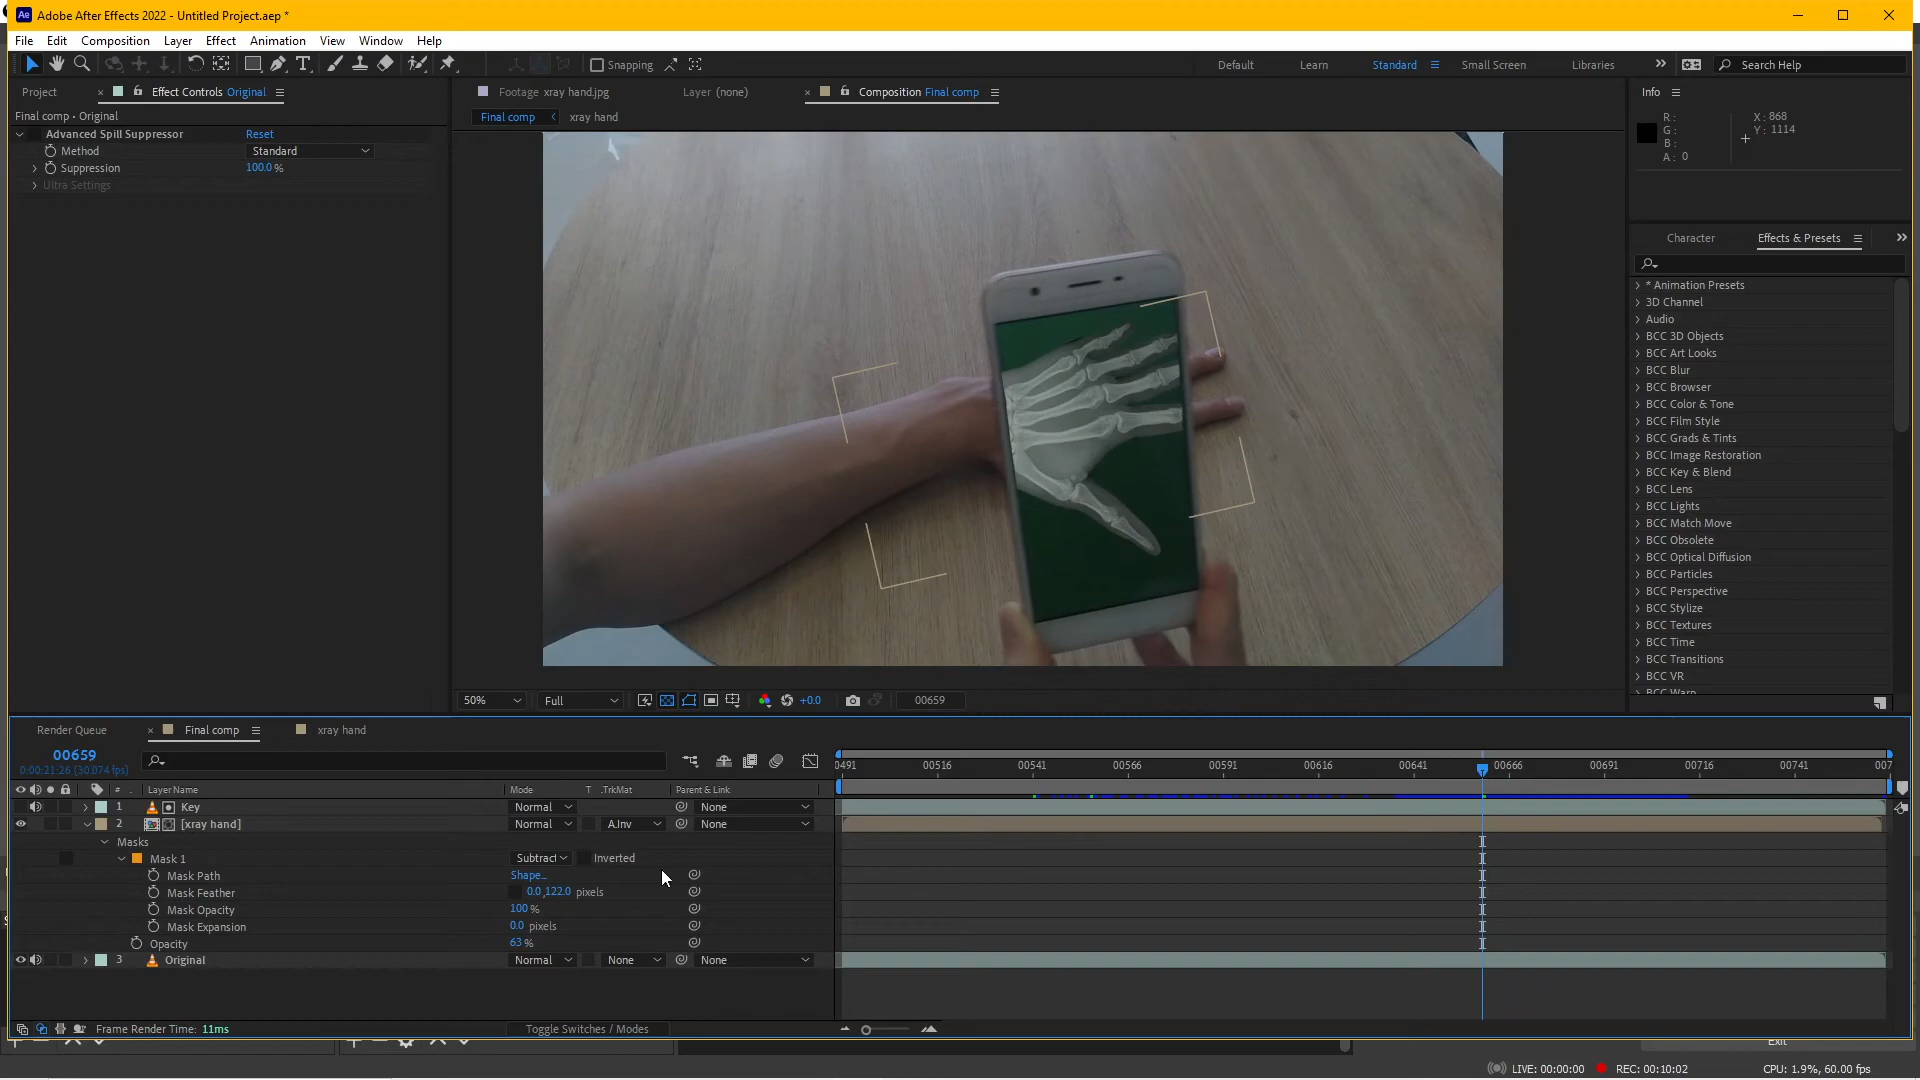 Adobe After Effects 2022 - Untitled Project.aep *
File Edit Composition Layer Effect Animation View Window Help
Snapping Default Learn Standard Small Screen Libraries Search Help
Project Effect Controls Original Footage xray hand.jpg Layer (none) Composition Final comp Info
Final comp • Original
Final comp xray hand
R: X: 868
G: Y: 1114
B:
A: 0
Advanced Spill Suppressor Reset
Method Standard
Suppression 100.0 %
Ultra Settings
Character Effects & Presets
* Animation Presets
3D Channel
Audio
BCC 3D Objects
BCC Art Looks
BCC Blur
BCC Browser
BCC Color & Tone
BCC Film Style
BCC Grads & Tints
BCC Image Restoration
BCC Key & Blend
BCC Lens
BCC Lights
BCC Match Move
BCC Obsolete
BCC Optical Diffusion
BCC Particles
BCC Perspective
BCC Stylize
BCC Textures
BCC Time
BCC Transitions
BCC VR
BCC Warp
50% Full +0.0 00659
Render Queue Final comp xray hand
00659
0:00:21:26 (30.074 fps)
0491 00516 00541 00566 00591 00616 00641 00666 00691 00716 00741 007
# Layer Name Mode T .TrkMat Parent & Link
1 Key Normal None
2 [xray hand] Normal A.Inv None
Masks
Mask 1 Subtract Inverted
Mask Path Shape...
Mask Feather 0.0,122.0 pixels
Mask Opacity 100 %
Mask Expansion 0.0 pixels
Opacity 63 %
3 Original Normal None None
Frame Render Time: 11ms Toggle Switches / Modes
Exit
LIVE: 00:00:00 REC: 00:10:02 CPU: 1.9%, 60.00 fps